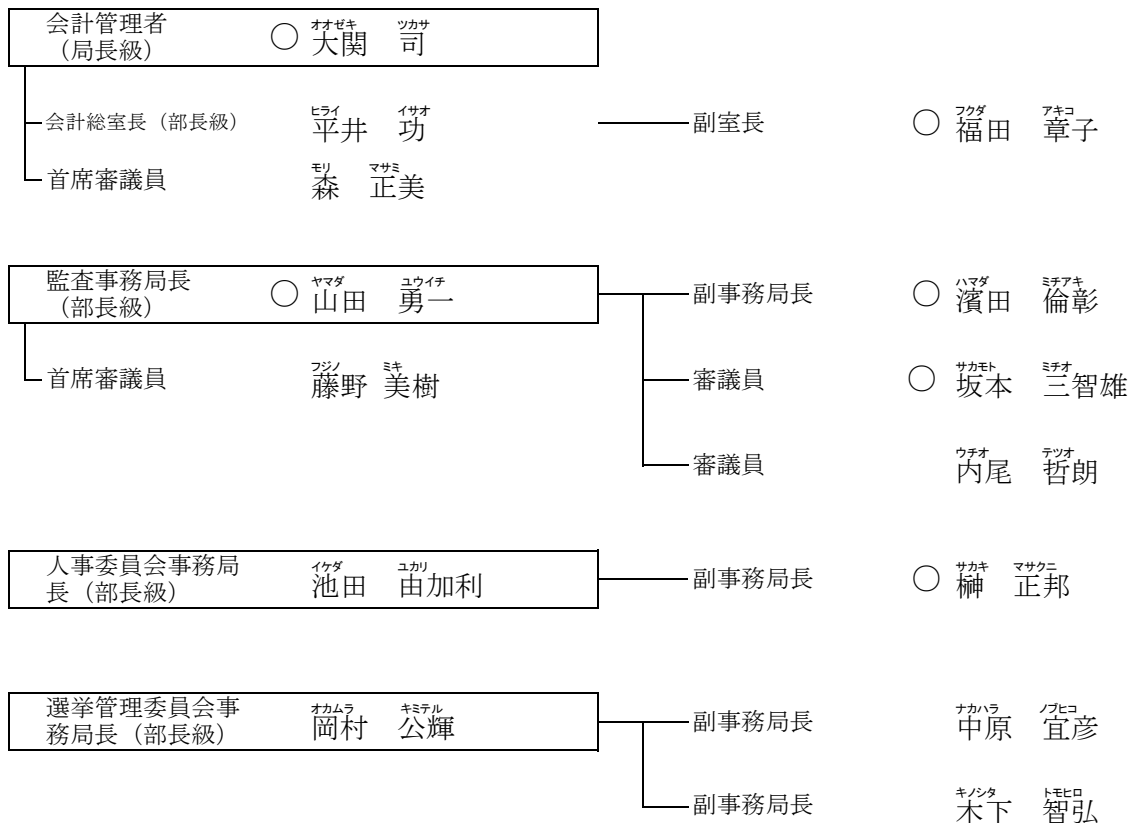 会計管理者
（局長級）
○ 大関 司
オオゼキ ツカサ
会計総室長（部長級）
平井 功
ヒライ イサオ
副室長
○ 福田 章子
フクダ アキコ
首席審議員
森 正美
モリ マサミ
監査事務局長
（部長級）
○ 山田 勇一
ヤマダ ユウイチ
副事務局長
○ 濱田 倫彰
ハマダ ミチアキ
首席審議員
藤野 美樹
フジノ ミキ
審議員
○ 坂本 三智雄
サカモト ミチオ
審議員
内尾 哲朗
ウチオ テツオ
人事委員会事務局
長（部長級）
池田 由加利
イケダ ユカリ
副事務局長
○ 榊 正邦
サカキ マサクニ
選挙管理委員会事
務局長（部長級）
岡村 公輝
オカムラ キミテル
副事務局長
中原 宜彦
ナカハラ ノブヒコ
副事務局長
木下 智弘
キノシタ トモヒロ